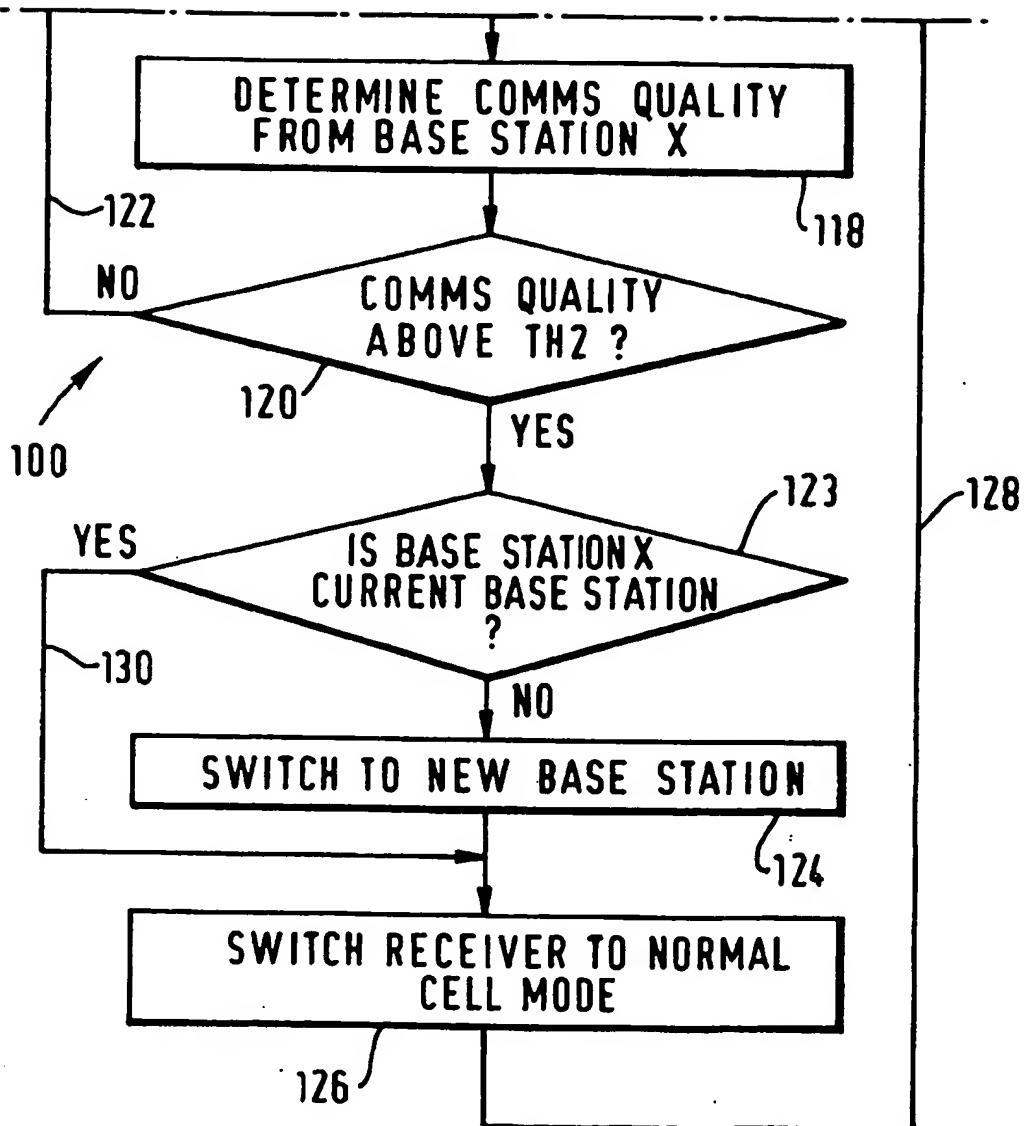 DETERMINE COMMS QUALITY
FROM BASE STATION X
118
122
NO
COMMS QUALITY
ABOVE TH2 ?
120
100
YES
123
128
YES
IS BASE STATION X
CURRENT BASE STATION
?
130
NO
SWITCH TO NEW BASE STATION
124
SWITCH RECEIVER TO NORMAL
CELL MODE
126